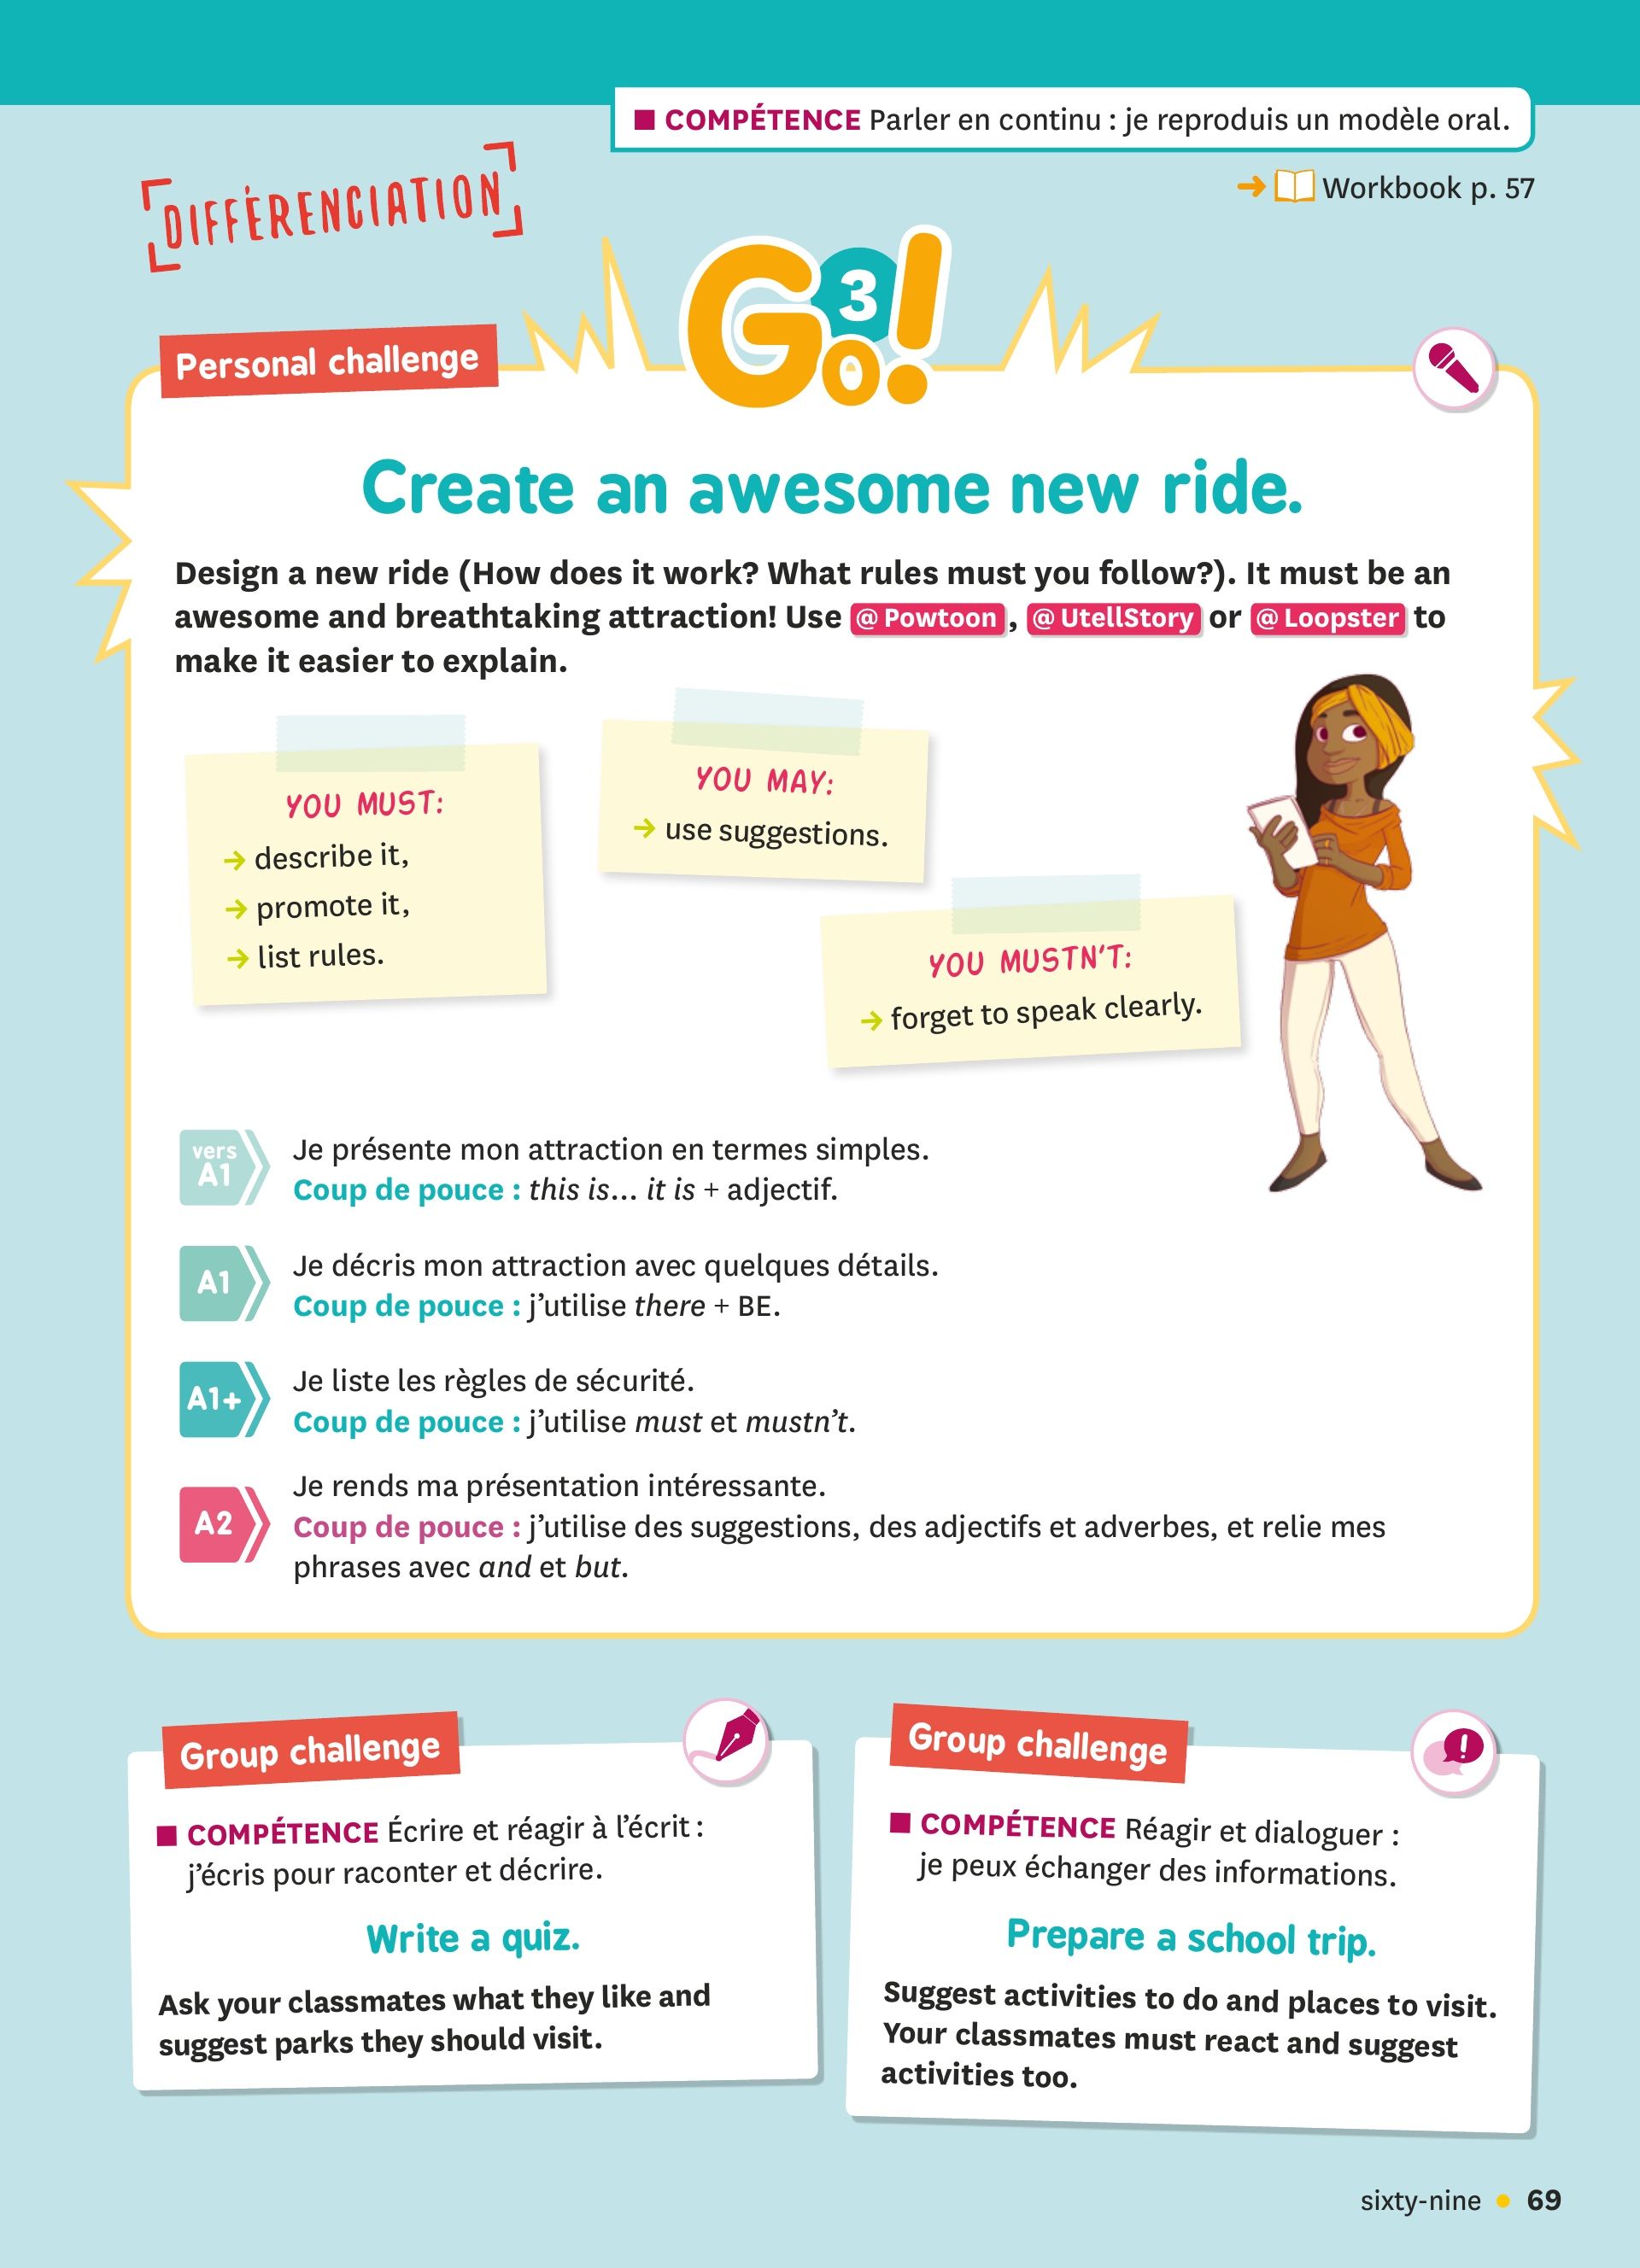 ■ COMPÉTENCE Parler en continu : je reproduis un modèle oral.
➜ Workbook p. 57
DIFFÉRENCIATION
Go!
3
Personal challenge
Create an awesome new ride.
Design a new ride (How does it work? What rules must you follow?). It must be an
awesome and breathtaking attraction! Use @ Powtoon , @ UtellStory or @ Loopster to
make it easier to explain.
YOU MUST:
→ describe it,
→ promote it,
→ list rules.
YOU MAY:
→ use suggestions.
YOU MUSTN'T:
→ forget to speak clearly.
vers
A1
Je présente mon attraction en termes simples.
Coup de pouce : this is... it is + adjectif.
A1
Je décris mon attraction avec quelques détails.
Coup de pouce : j'utilise there + BE.
A1+
Je liste les règles de sécurité.
Coup de pouce : j'utilise must et mustn't.
A2
Je rends ma présentation intéressante.
Coup de pouce : j'utilise des suggestions, des adjectifs et adverbes, et relie mes
phrases avec and et but.
Group challenge
■ COMPÉTENCE Écrire et réagir à l'écrit :
j'écris pour raconter et décrire.
Write a quiz.
Ask your classmates what they like and
suggest parks they should visit.
Group challenge
!
■ COMPÉTENCE Réagir et dialoguer :
je peux échanger des informations.
Prepare a school trip.
Suggest activities to do and places to visit.
Your classmates must react and suggest
activities too.
sixty-nine • 69